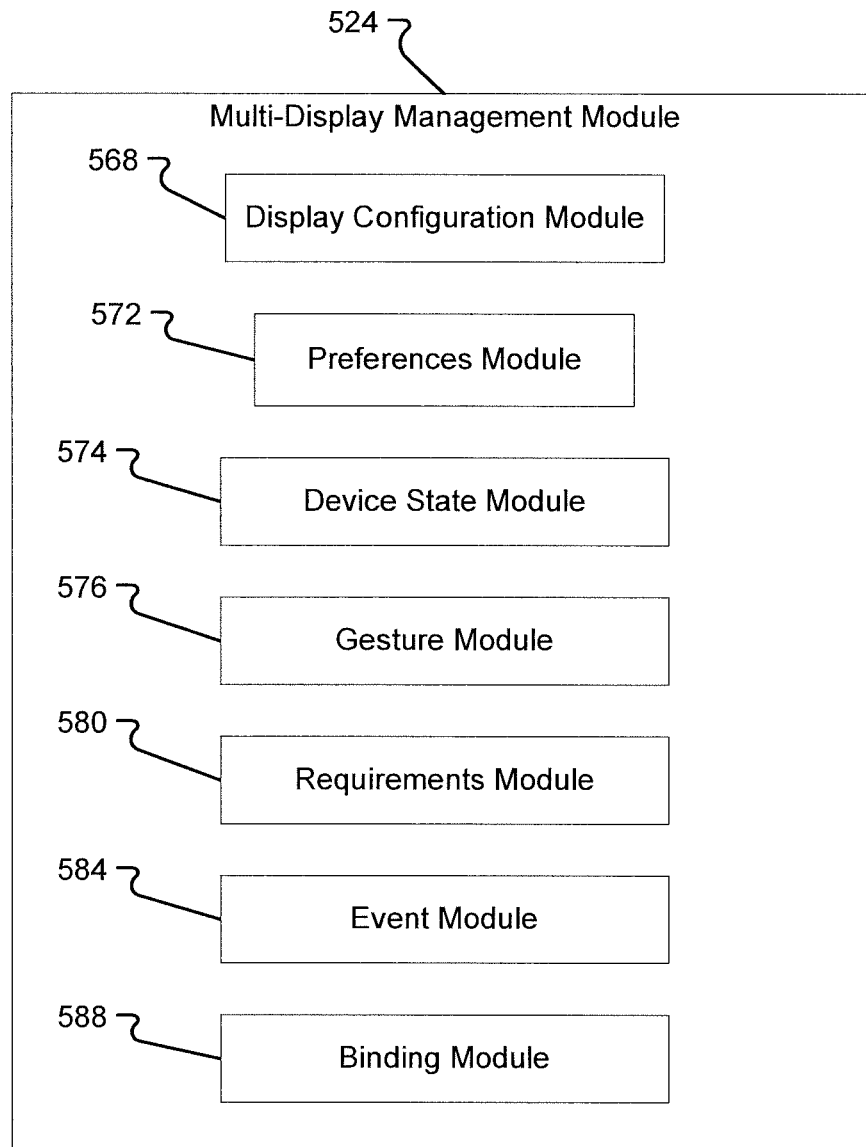 524
Multi-Display Management Module
568
Display Configuration Module
572
Preferences Module
574
Device State Module
576
Gesture Module
580
Requirements Module
584
Event Module
588
Binding Module